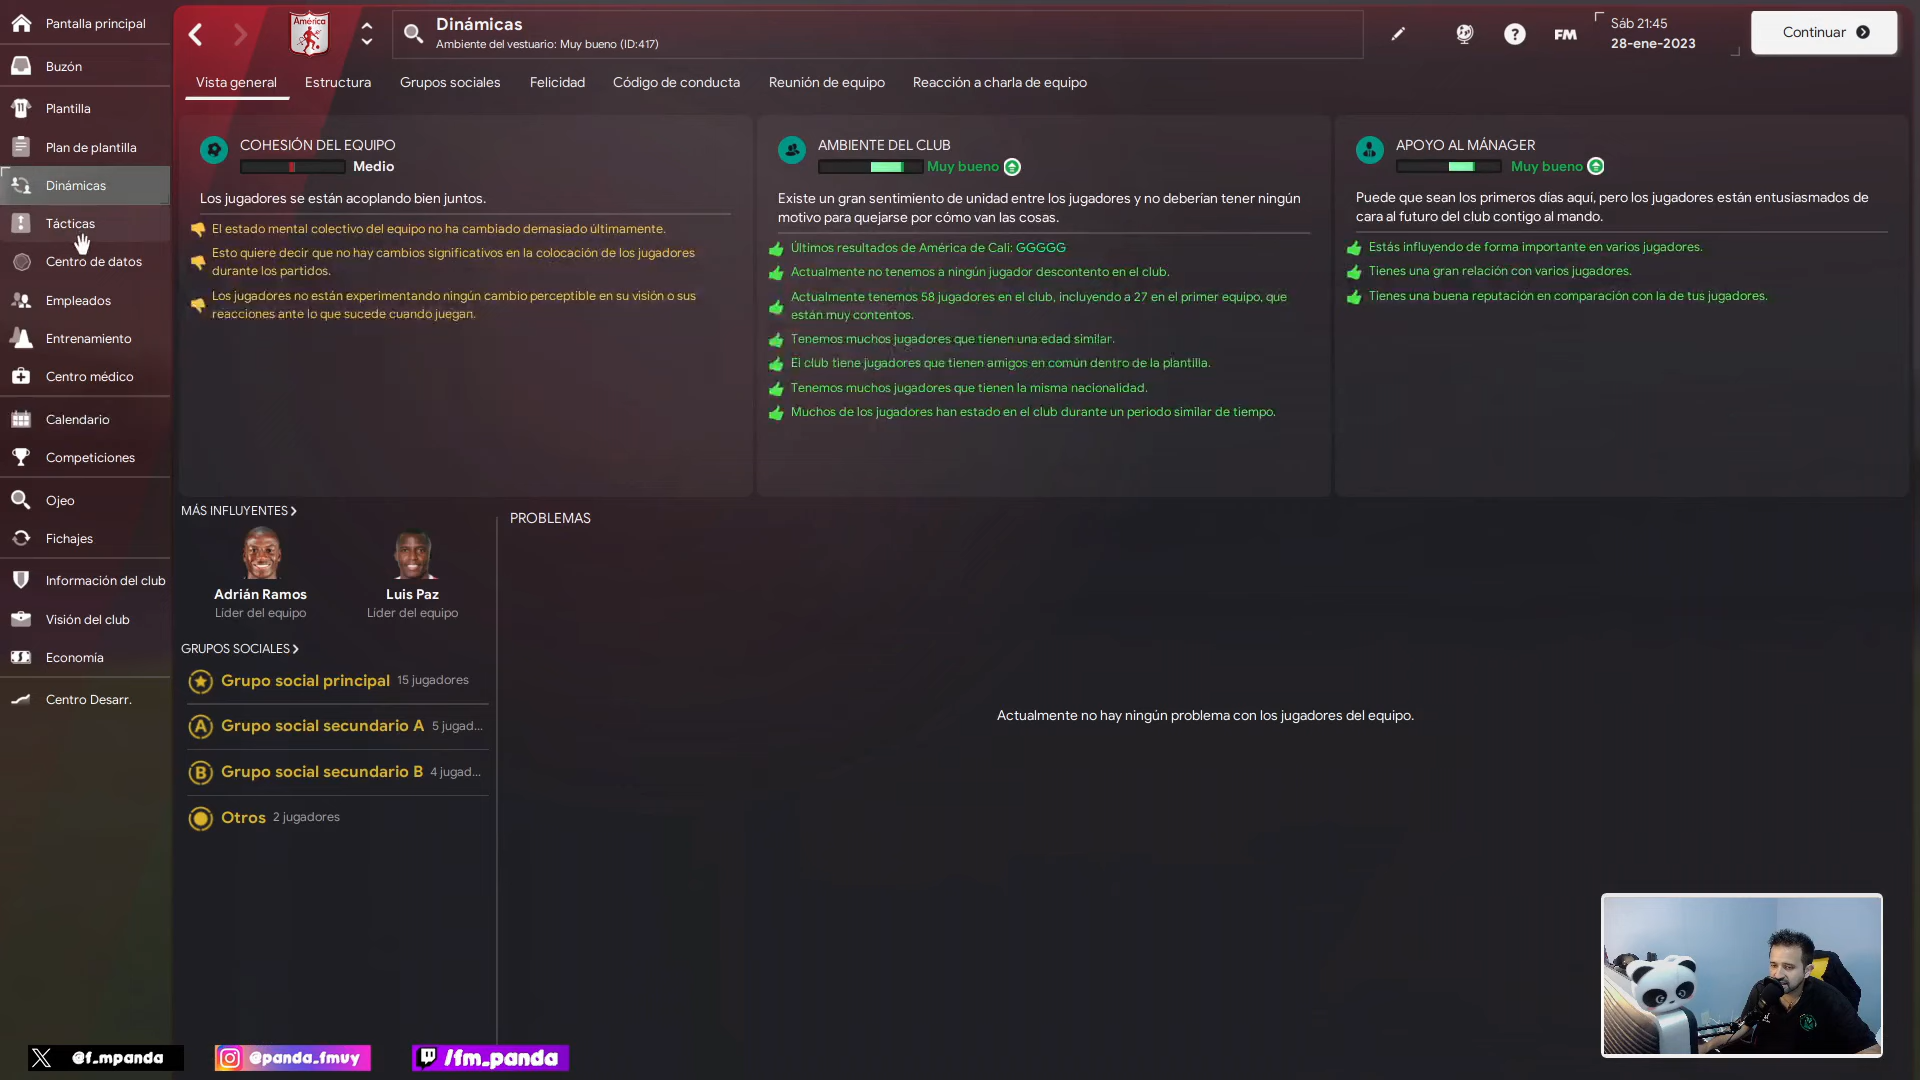 Pantalla principal
Buzón
Plantilla
Plan de plantilla
Dinámicas
Tácticas
Centro de datos
Empleados
Entrenamiento
Centro médico
Calendario
Competiciones
Ojeo
Fichajes
Información del club
Visión del club
Economía
Centro Desarr.
América
Dinámicas
Ambiente del vestuario: Muy bueno (ID:417)
FM
Sáb 21:45
28-ene-2023
Continuar
Vista general
Estructura
Grupos sociales
Felicidad
Código de conducta
Reunión de equipo
Reacción a charla de equipo
COHESIÓN DEL EQUIPO
Medio
Los jugadores se están acoplando bien juntos.
El estado mental colectivo del equipo no ha cambiado demasiado últimamente.
Esto quiere decir que no hay cambios significativos en la colocación de los jugadores
durante los partidos.
Los jugadores no están experimentando ningún cambio perceptible en su visión o sus
reacciones ante lo que sucede cuando juegan.
AMBIENTE DEL CLUB
Muy bueno
Existe un gran sentimiento de unidad entre los jugadores y no deberían tener ningún
motivo para quejarse por cómo van las cosas.
Últimos resultados de América de Cali: GGGGG
Actualmente no tenemos a ningún jugador descontento en el club.
Actualmente tenemos 58 jugadores en el club, incluyendo a 27 en el primer equipo, que
están muy contentos.
Tenemos muchos jugadores que tienen una edad similar.
El club tiene jugadores que tienen amigos en común dentro de la plantilla.
Tenemos muchos jugadores que tienen la misma nacionalidad.
Muchos de los jugadores han estado en el club durante un periodo similar de tiempo.
APOYO AL MÁNAGER
Muy bueno
Puede que sean los primeros días aquí, pero los jugadores están entusiasmados de
cara al futuro del club contigo al mando.
Estás influyendo de forma importante en varios jugadores.
Tienes una gran relación con varios jugadores.
Tienes una buena reputación en comparación con la de tus jugadores.
MÁS INFLUYENTES
Adrián Ramos
Líder del equipo
Luis Paz
Líder del equipo
GRUPOS SOCIALES
Grupo social principal 15 jugadores
A Grupo social secundario A 5 jugad...
B Grupo social secundario B 4 jugad...
Otros 2 jugadores
PROBLEMAS
Actualmente no hay ningún problema con los jugadores del equipo.
@f_mpanda
@panda_fmuy
/fm_panda